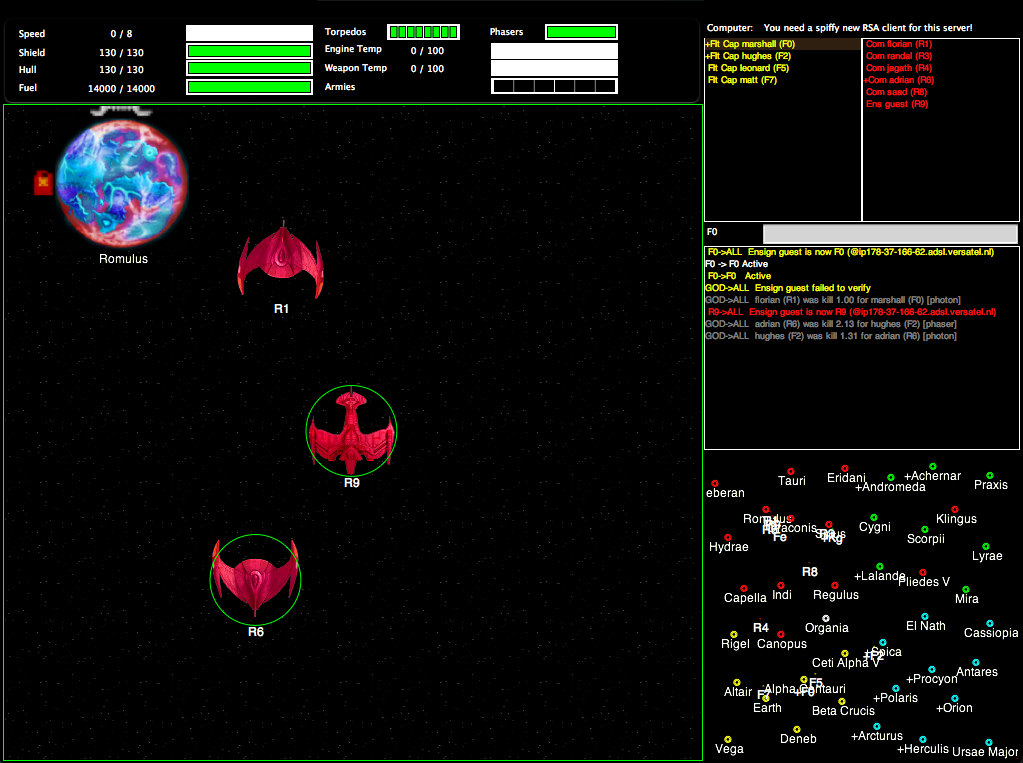 Speed 0 / 8
Shield 130 / 130
Hull 130 / 130
Fuel 14000 / 14000
Torpedos
Engine Temp 0 / 100
Weapon Temp 0 / 100
Armies
Phasers
Computer: You need a spiffy new RSA client for this server!
+Flt Cap marshall (F0)
+Flt Cap hughes (F2)
Flt Cap leonard (F5)
Flt Cap matt (F7)
Com florian (R1)
Com randal (R3)
Com jagath (R4)
+Com adrian (R6)
Com saad (R8)
Ens guest (R9)
F0
F0->ALL Ensign guest is now F0 (@ip178-37-166-62.adsl.versatel.nl)
F0 -> F0 Active
F0->F0 Active
GOD->ALL Ensign guest failed to verify
GOD->ALL florian (R1) was kill 1.00 for marshall (F0) [photon]
R9->ALL Ensign guest is now R9 (@ip178-37-166-62.adsl.versatel.nl)
GOD->ALL adrian (R6) was kill 2.13 for hughes (F2) [phaser]
GOD->ALL hughes (F2) was kill 1.31 for adrian (R6) [photon]
Romulus
R1
R9
R6
eberan
Tauri
Eridani
+Andromeda
+Achernar
Praxis
Romulus
Draconis
Cygni
Klingus
Scorpii
Hydrae
Fe
Lyrae
R8
+Lalande
Pliedes V
Capella
Indi
Regulus
Mira
R4
Organia
El Nath
Cassiopia
Rigel
Canopus
Ceti Alpha V
Spica
+F2
Antares
+Procyon
Altair
Alpha Centauri
F5
+F0
+Polaris
F7
Earth
Beta Crucis
+Orion
Vega
Deneb
+Arcturus
+Herculis
Ursae Major